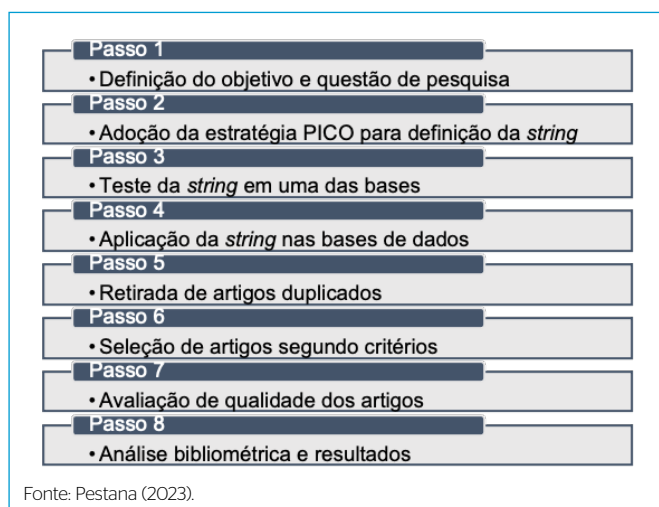 Passo 1
• Definição do objetivo e questão de pesquisa
Passo 2
• Adoção da estratégia PICO para definição da string
Passo 3
• Teste da string em uma das bases
Passo 4
• Aplicação da string nas bases de dados
Passo 5
• Retirada de artigos duplicados
Passo 6
• Seleção de artigos segundo critérios
Passo 7
• Avaliação de qualidade dos artigos
Passo 8
• Análise bibliométrica e resultados
Fonte: Pestana (2023).